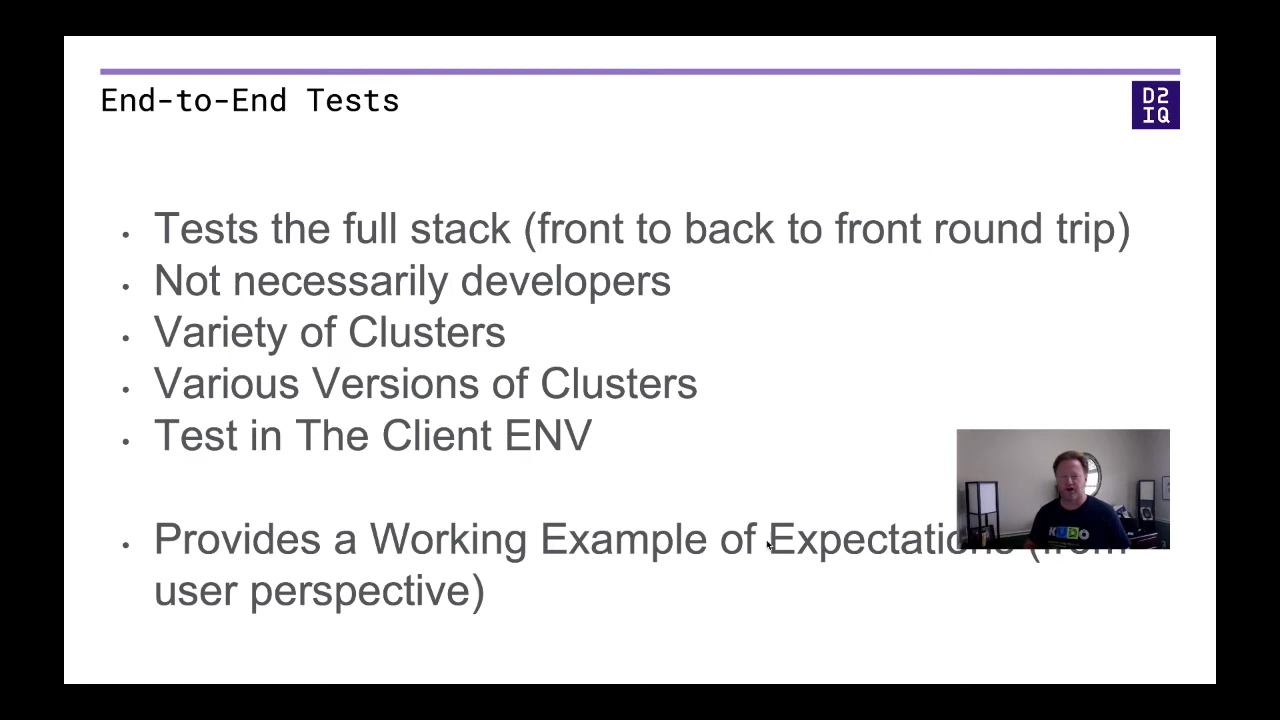 End-to-End Tests
D2
IQ
• Tests the full stack (front to back to front round trip)
• Not necessarily developers
• Variety of Clusters
• Various Versions of Clusters
• Test in The Client ENV
• Provides a Working Example of Expectations (from
user perspective)
KUDO